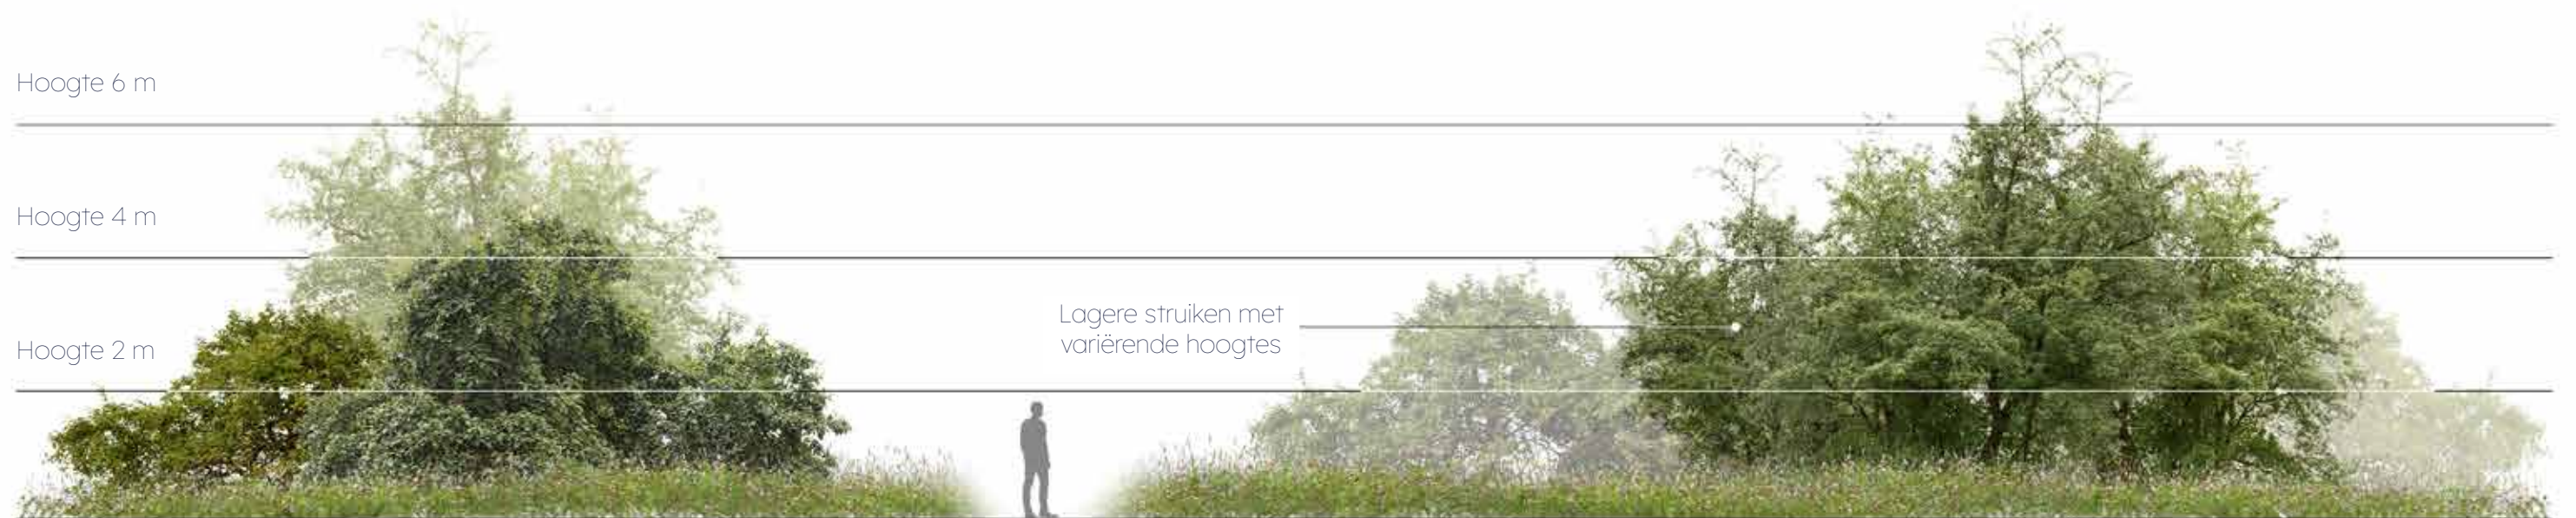 Hoogte 6 m
Hoogte 4 m
Lagere struiken met
variërende hoogtes
Hoogte 2 m